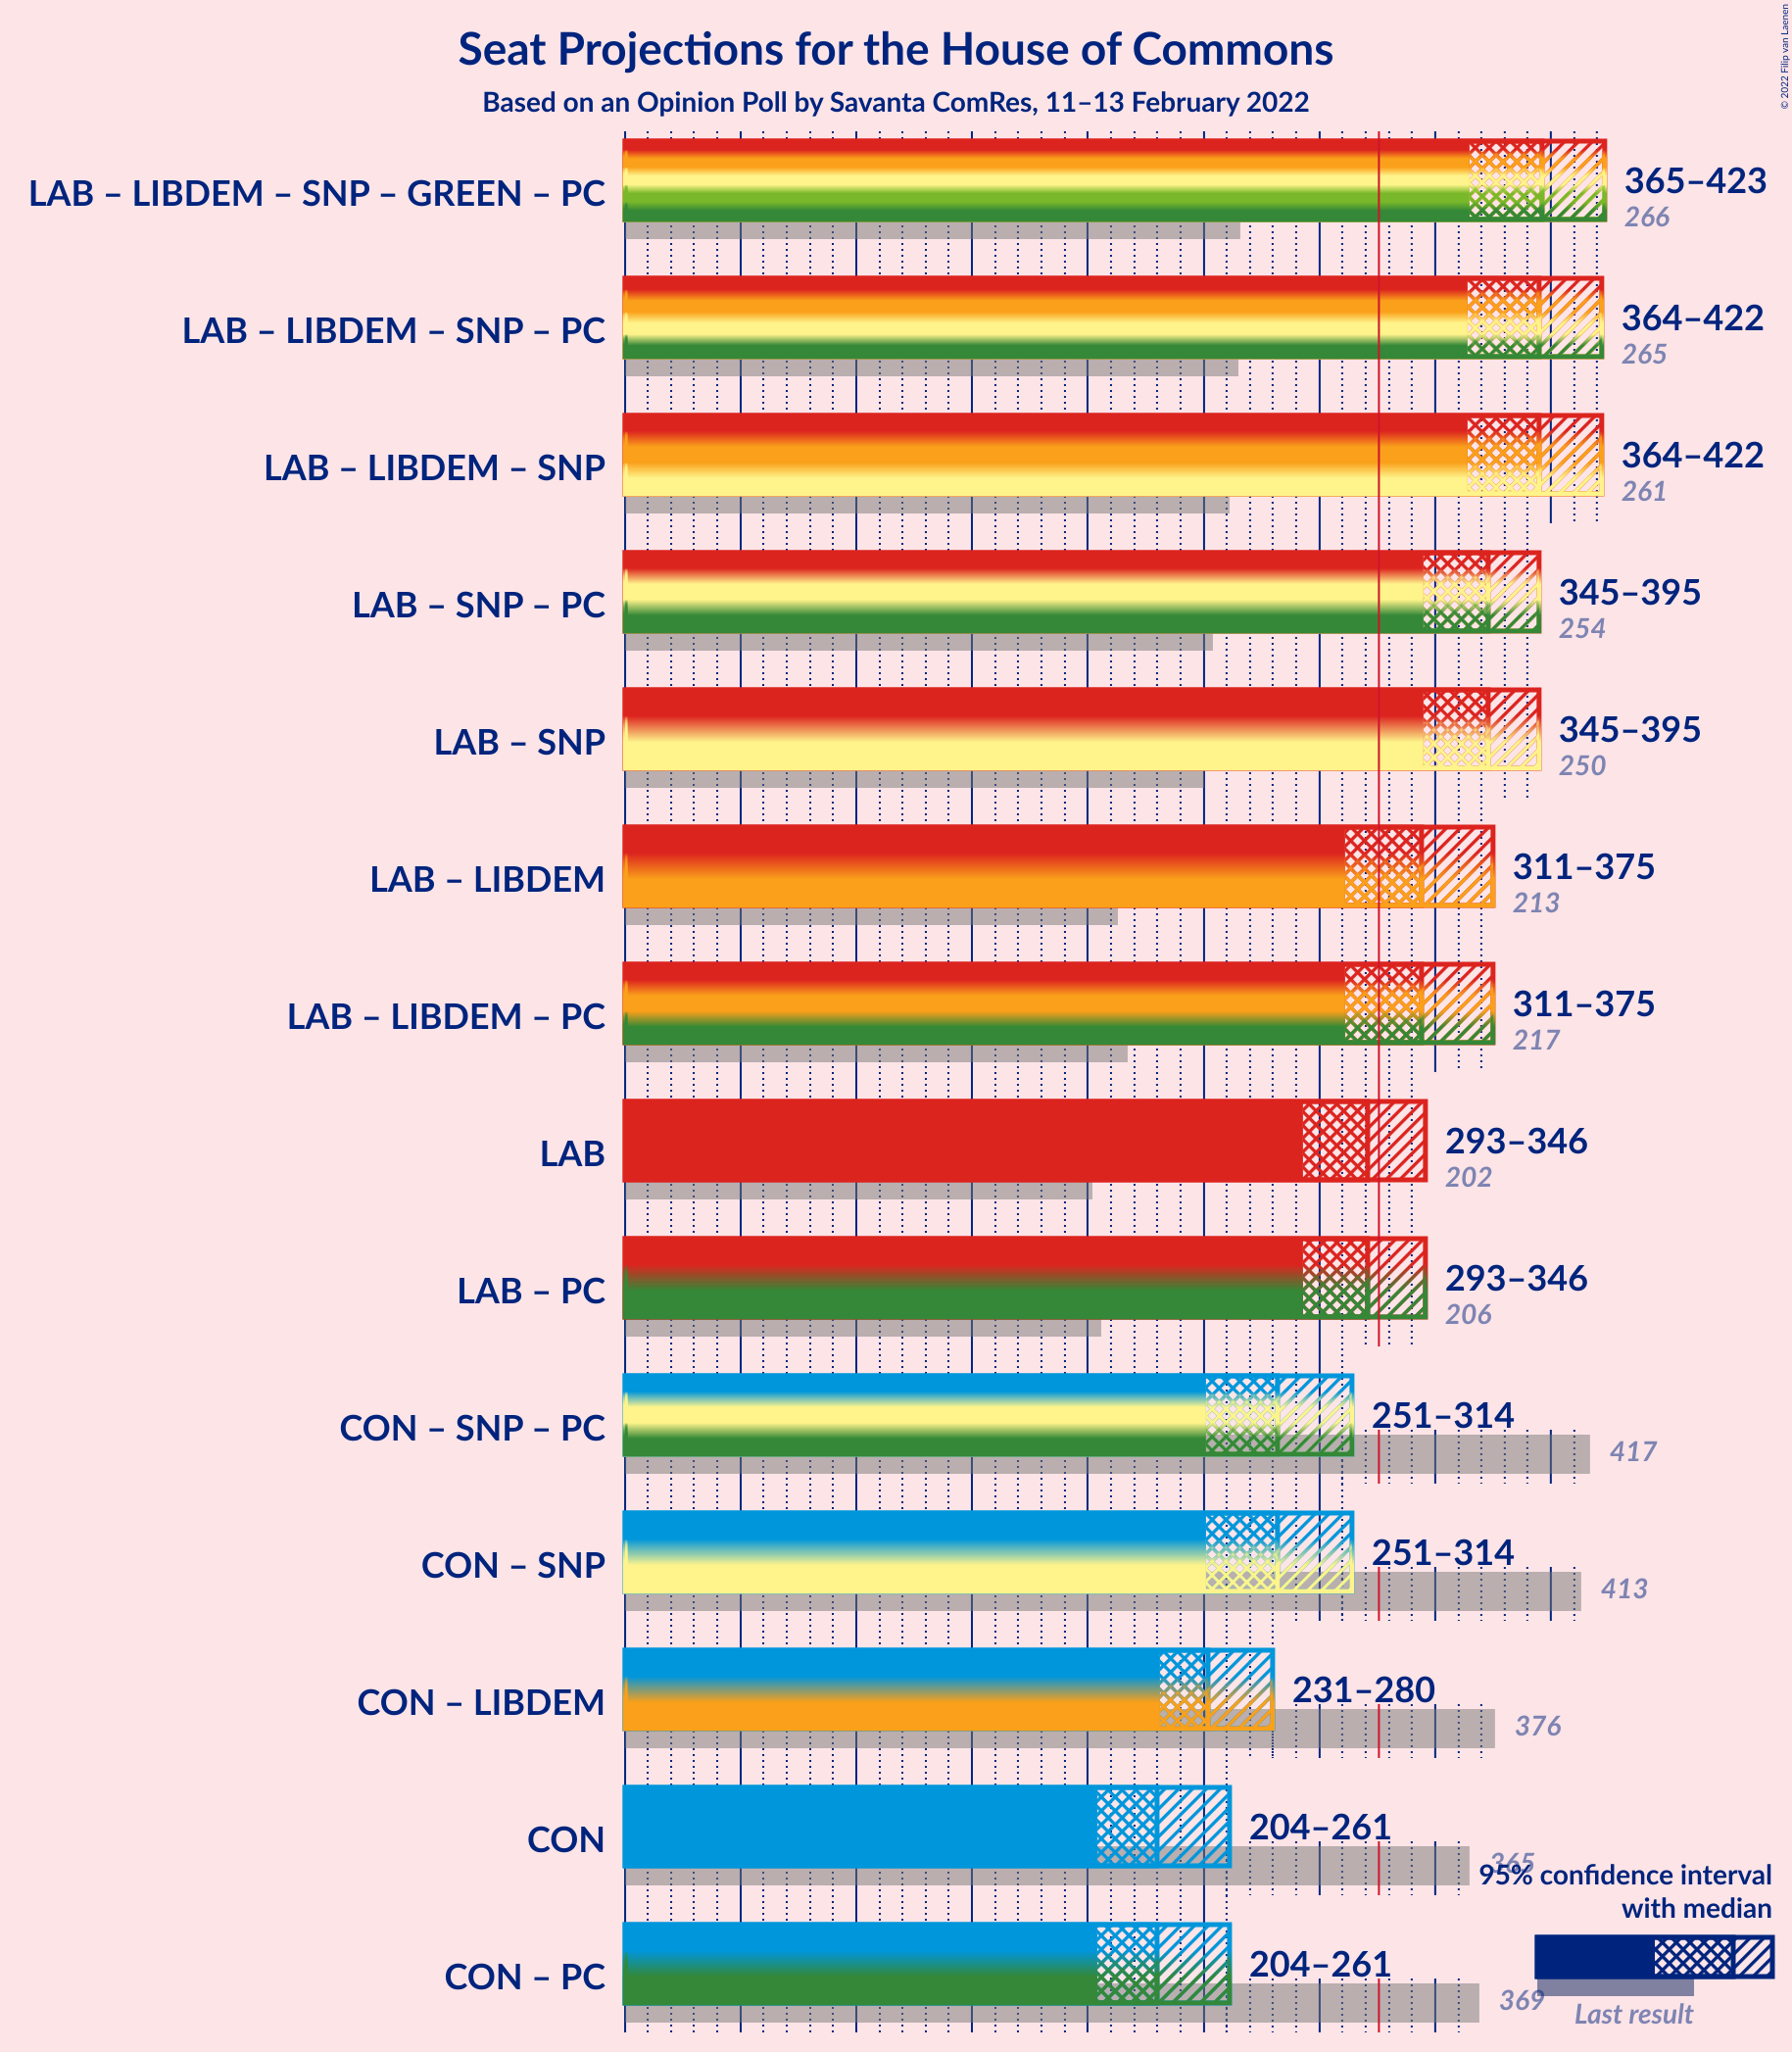 Seat Projections for the House of Commons
Based on an Opinion Poll by Savanta ComRes, 11–13 February 2022
© 2022 Filip van Laenen
LAB – LIBDEM – SNP – GREEN – PC
365–423
266
LAB – LIBDEM – SNP – PC
364–422
265
LAB – LIBDEM – SNP
364–422
261
LAB – SNP – PC
345–395
254
LAB – SNP
345–395
250
LAB – LIBDEM
311–375
213
LAB – LIBDEM – PC
311–375
217
LAB
293–346
202
LAB – PC
293–346
206
CON – SNP – PC
251–314
417
CON – SNP
251–314
413
CON – LIBDEM
231–280
376
CON
204–261
365
CON – PC
204–261
369
95% confidence interval
with median
Last result